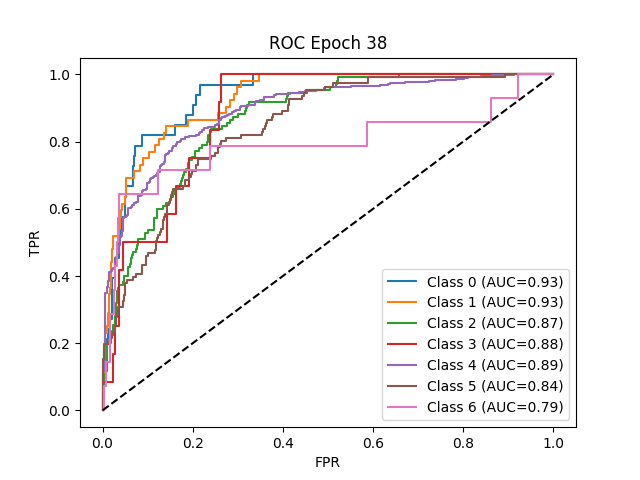 ROC Epoch 38
1.0
0.8
0.6
0.4
0.2
0.0
TPR
0.0 0.2 0.4 0.6 0.8 1.0
FPR
Class 0 (AUC=0.93)
Class 1 (AUC=0.93)
Class 2 (AUC=0.87)
Class 3 (AUC=0.88)
Class 4 (AUC=0.89)
Class 5 (AUC=0.84)
Class 6 (AUC=0.79)